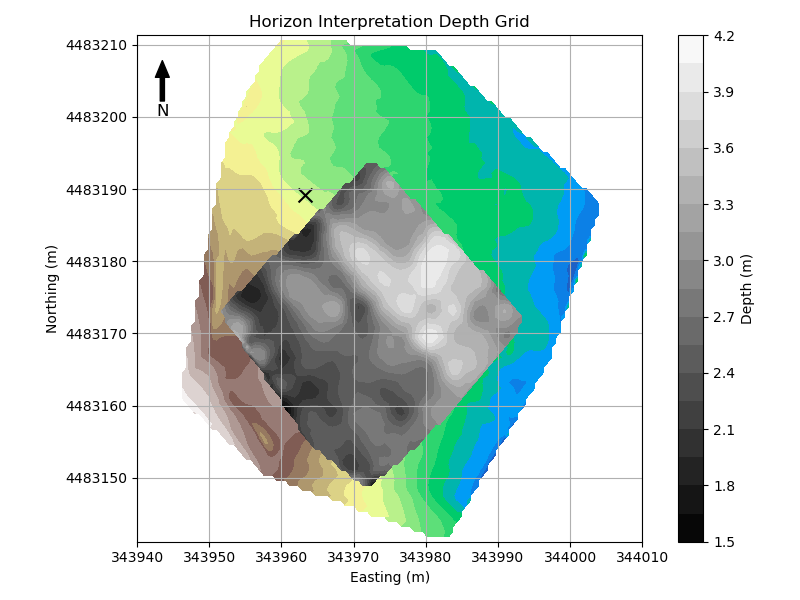 Horizon Interpretation Depth Grid
4483210
4483200
4483190
4483180
4483170
4483160
4483150
Northing (m)
N
343940 343950 343960 343970 343980 343990 344000 344010
Easting (m)
4.2
3.9
3.6
3.3
3.0
2.7
2.4
2.1
1.8
1.5
Depth (m)